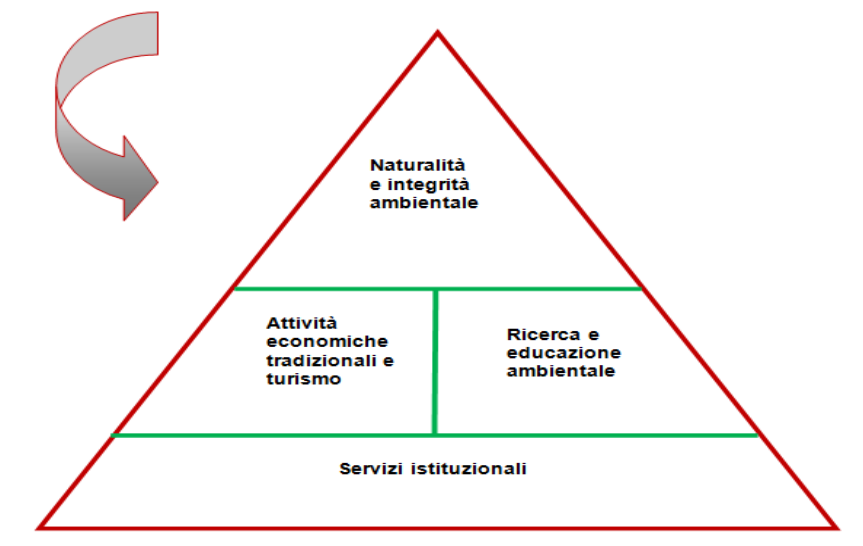 Naturalità
e integrità
ambientale
Attività
economiche
tradizionali e
turismo
Ricerca e
educazione
ambientale
Servizi istituzionali